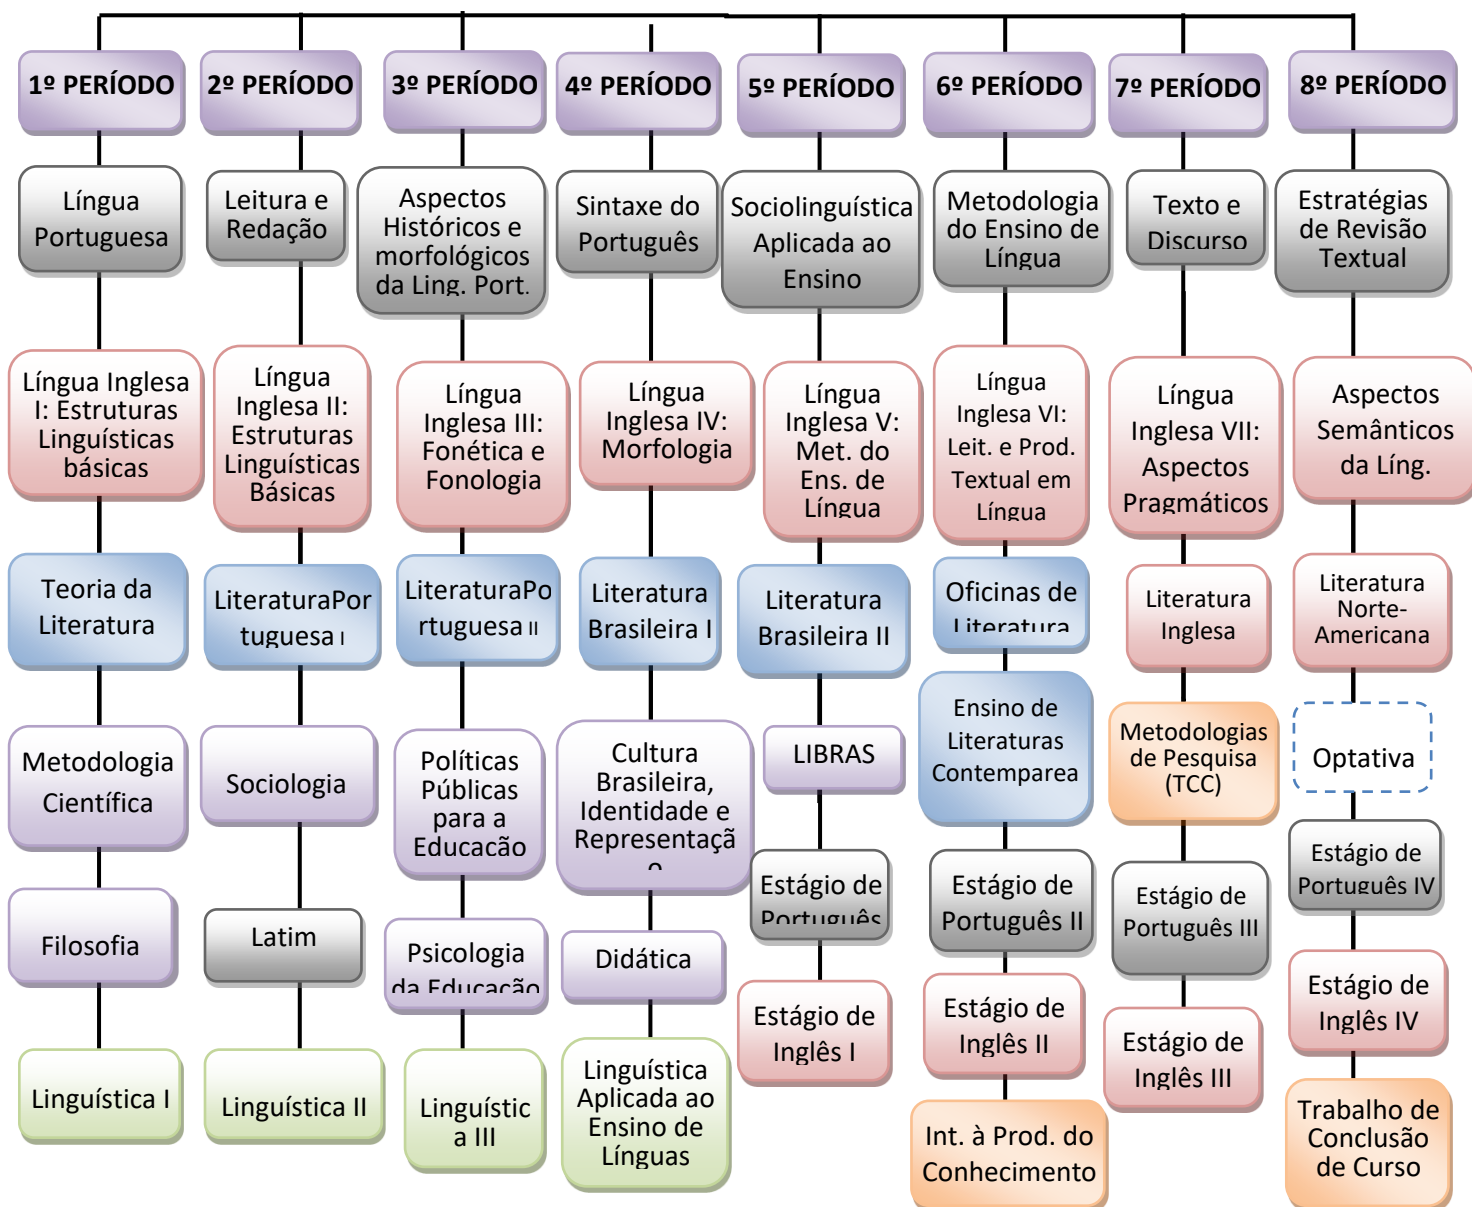 1º PERÍODO
2º PERÍODO
3º PERÍODO
4º PERÍODO
5º PERÍODO
6º PERÍODO
7º PERÍODO
8º PERÍODO
Língua
Portuguesa
Leitura e
Redação
Aspectos
Históricos e
morfológicos
da Ling. Port.
Sintaxe do
Português
Sociolinguística
Aplicada ao
Ensino
Metodologia
do Ensino de
Língua
Texto e
Discurso
Estratégias
de Revisão
Textual
Língua Inglesa
I: Estruturas
Linguísticas
básicas
Língua
Inglesa II:
Estruturas
Linguísticas
Básicas
Língua
Inglesa III:
Fonética e
Fonologia
Língua
Inglesa IV:
Morfologia
Língua
Inglesa V:
Met. do
Ens. de
Língua
Língua
Inglesa VI:
Leit. e Prod.
Textual em
Língua
Língua
Inglesa VII:
Aspectos
Pragmáticos
Aspectos
Semânticos
da Líng.
Teoria da
Literatura
LiteraturaPor
tuguesa I
LiteraturaPo
rtuguesa II
Literatura
Brasileira I
Literatura
Brasileira II
Oficinas de
Literatura
Literatura
Inglesa
Literatura
Norte-
Americana
Metodologia
Científica
Sociologia
Políticas
Públicas
para a
Educação
Cultura
Brasileira,
Identidade e
Representaçã
o
LIBRAS
Ensino de
Literaturas
Contemparea
Metodologias
de Pesquisa
(TCC)
Optativa
Filosofia
Latim
Psicologia
da Educação
Didática
Estágio de
Português
Estágio de
Português II
Estágio de
Português III
Estágio de
Português IV
Linguística I
Linguística II
Linguístic
a III
Linguística
Aplicada ao
Ensino de
Línguas
Estágio de
Inglês I
Estágio de
Inglês II
Estágio de
Inglês III
Estágio de
Inglês IV
Int. à Prod. do
Conhecimento
Trabalho de
Conclusão
de Curso